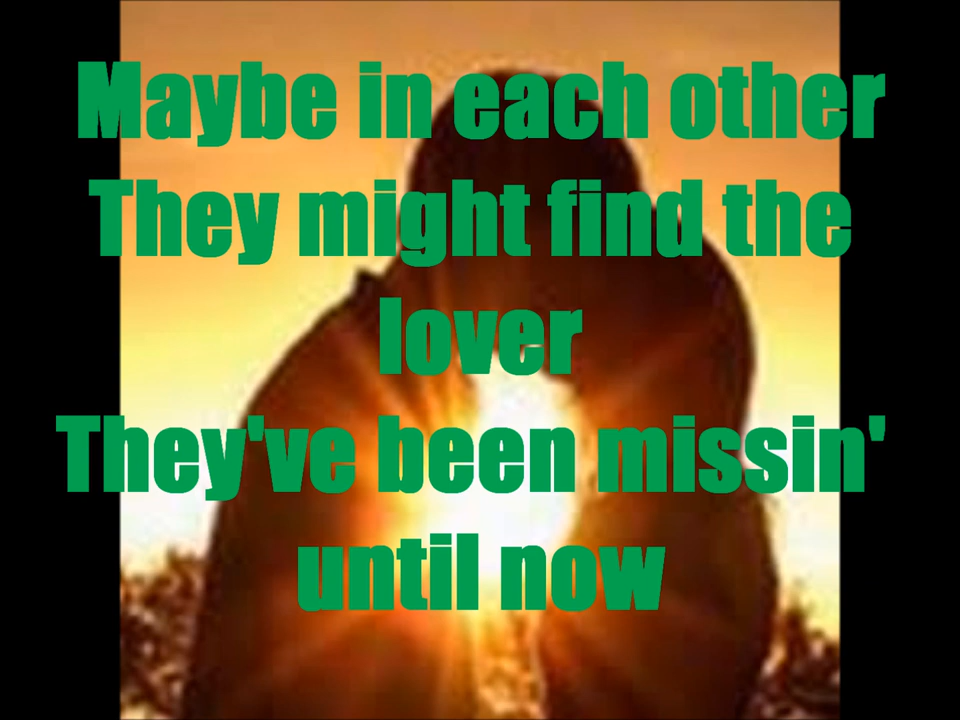 Maybe in each other
They might find the
lover
They've been missin'
until now